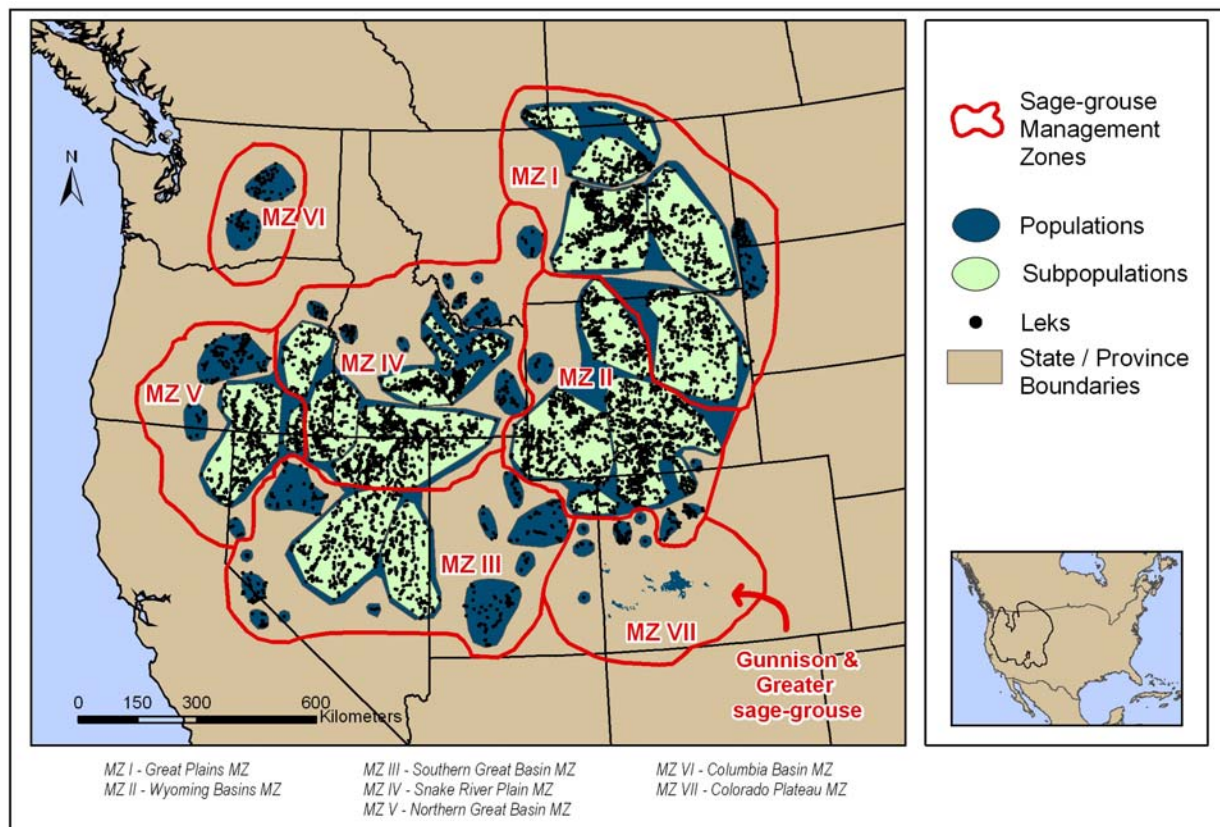 N
MZ I
MZ VI
MZ IV
MZ II
MZ V
MZ III
MZ VII
Gunnison &
Greater
sage-grouse
0 150 300 600
Kilometers
Sage-grouse
Management
Zones
Populations
Subpopulations
Leks
State / Province
Boundaries
MZ I - Great Plains MZ
MZ II - Wyoming Basins MZ
MZ III - Southern Great Basin MZ
MZ IV - Snake River Plain MZ
MZ V - Northern Great Basin MZ
MZ VI - Columbia Basin MZ
MZ VII - Colorado Plateau MZ